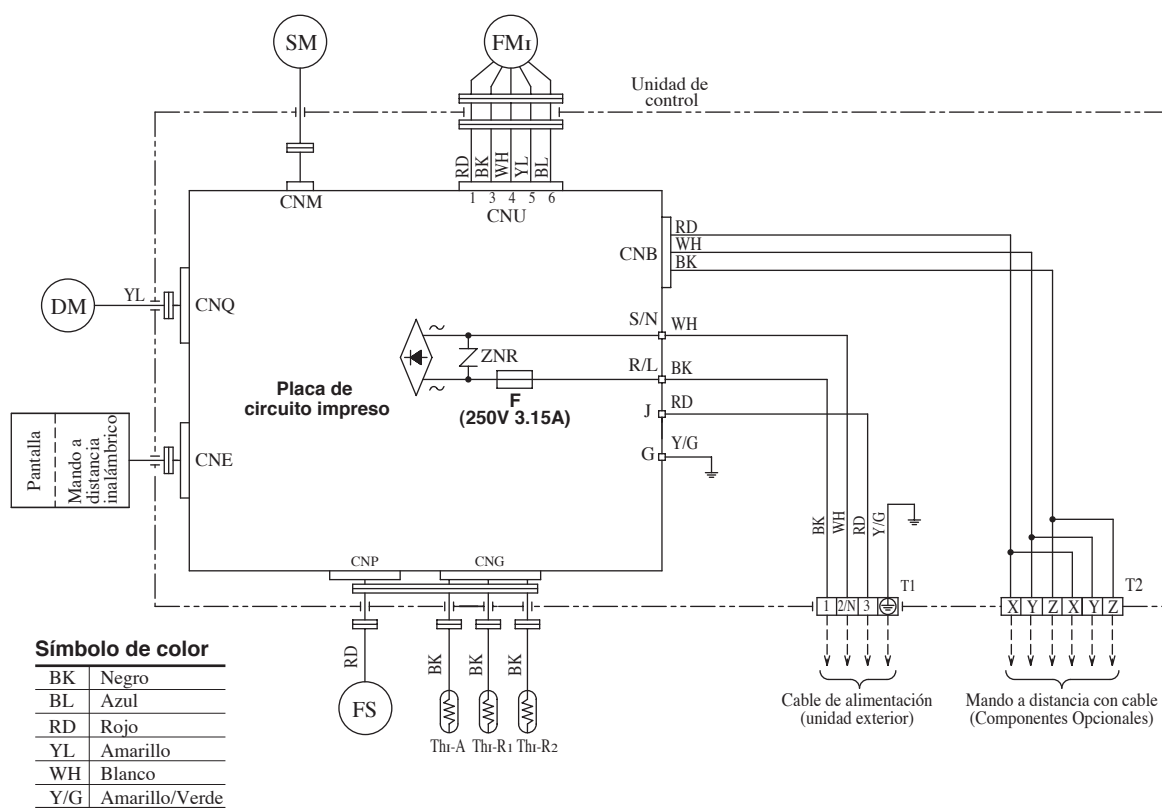 SM
FMI
Unidad de
control
RD
BK
WH
YL
BL
CNM
1 3 4 5 6
CNU
CNB
RD
WH
BK
DM
YL
CNQ
S/N
WH
ZNR
R/L
BK
F
(250V 3.15A)
Placa de
circuito impreso
J
RD
G
Y/G
Pantalla
Mando a
distancia
inalámbrico
CNE
BK
WH
RD
Y/G
CNP
CNG
T1
1 2/N 3
T2
X Y Z X Y Z
RD
BK
BK
BK
FS
ThI-A ThI-R1 ThI-R2
Cable de alimentación
(unidad exterior)
Mando a distancia con cable
(Componentes Opcionales)
Símbolo de color
BK Negro
BL Azul
RD Rojo
YL Amarillo
WH Blanco
Y/G Amarillo/Verde